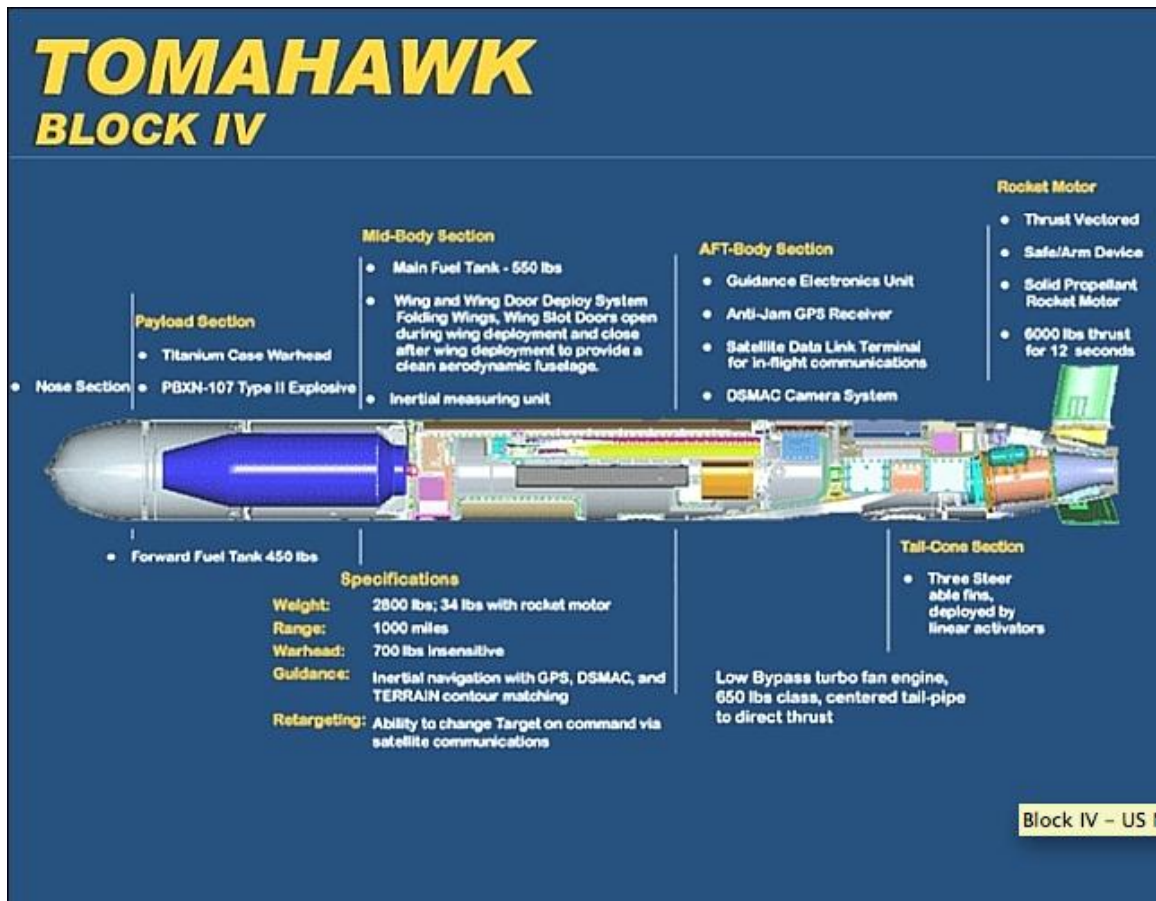 TOMAHAWK
BLOCK IV
Nose Section
Payload Section
Titanium Case Warhead
PBXN-107 Type II Explosive
Mid-Body Section
Main Fuel Tank - 550 lbs
Wing and Wing Door Deploy System
Folding Wings, Wing Slot Doors open
during wing deployment and close
after wing deployment to provide a
clean aerodynamic fuselage.
Inertial measuring unit
AFT-Body Section
Guidance Electronics Unit
Anti-Jam GPS Receiver
Satellite Data Link Terminal
for in-flight communications
DSMAC Camera System
Rocket Motor
Thrust Vectored
Safe/Arm Device
Solid Propellant
Rocket Motor
6000 lbs thrust
for 12 seconds
Forward Fuel Tank 450 lbs
Specifications
Weight: 2800 lbs; 34 lbs with rocket motor
Range: 1000 miles
Warhead: 700 lbs insensitive
Guidance: Inertial navigation with GPS, DSMAC, and
TERRAIN contour matching
Retargeting: Ability to change Target on command via
satellite communications
Tail-Cone Section
Three Steer
able fins,
deployed by
linear activators
Low Bypass turbo fan engine,
650 lbs class, centered tail-pipe
to direct thrust
Block IV – US